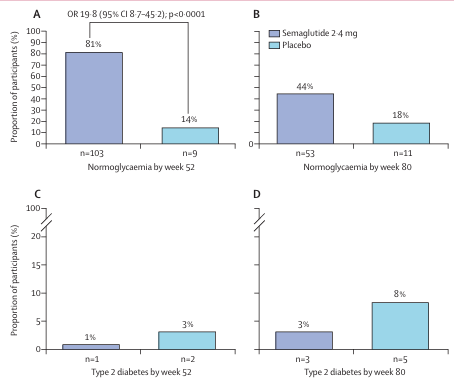 A
OR 19·8 (95% CI 8·7–45·2); p<0·0001
B
Proportion of participants (%)
100
90
80
70
60
50
40
30
20
10
0
81%
14%
n=103
n=9
Normoglycaemia by week 52
0
Semaglutide 2·4 mg
Placebo
44%
18%
n=53
n=11
Normoglycaemia by week 80
C
Proportion of participants (%)
100
20
15
10
5
0
1%
3%
n=1
n=2
Type 2 diabetes by week 52
D
3%
8%
n=3
n=5
Type 2 diabetes by week 80